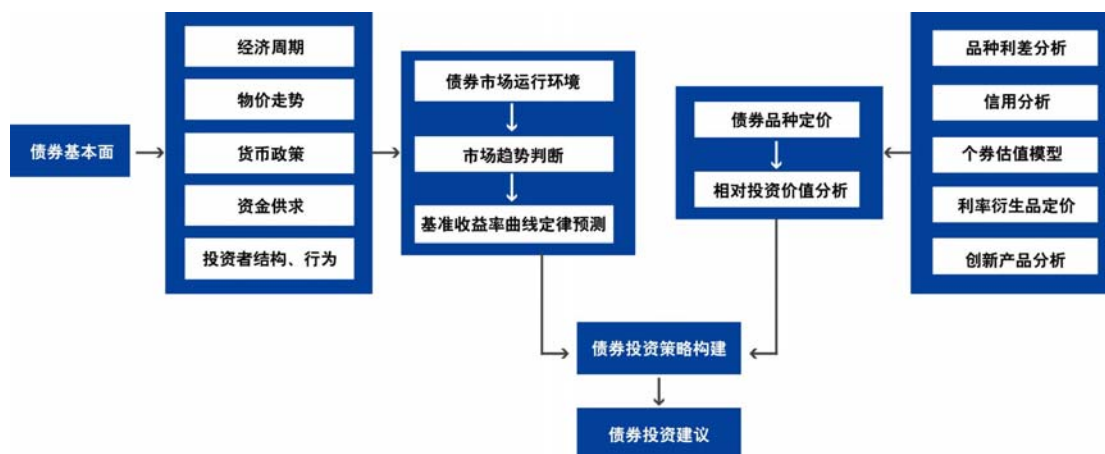 债券基本面
经济周期
物价走势
货币政策
资金供求
投资者结构、行为
债券市场运行环境
市场趋势判断
基准收益率曲线定律预测
债券品种定价
相对投资价值分析
品种利差分析
信用分析
个券估值模型
利率衍生品定价
创新产品分析
债券投资策略构建
债券投资建议